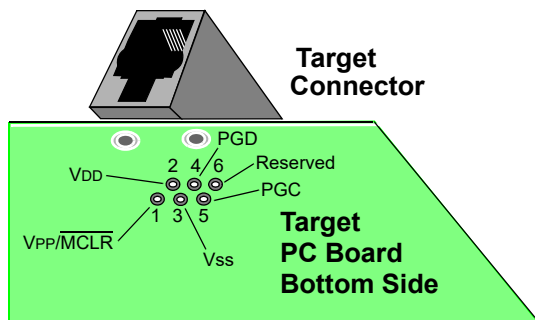 Target
Connector
PGD
2 4 6
Reserved
VDD
PGC
1 3 5
VPP/MCLR
Vss
Target
PC Board
Bottom Side